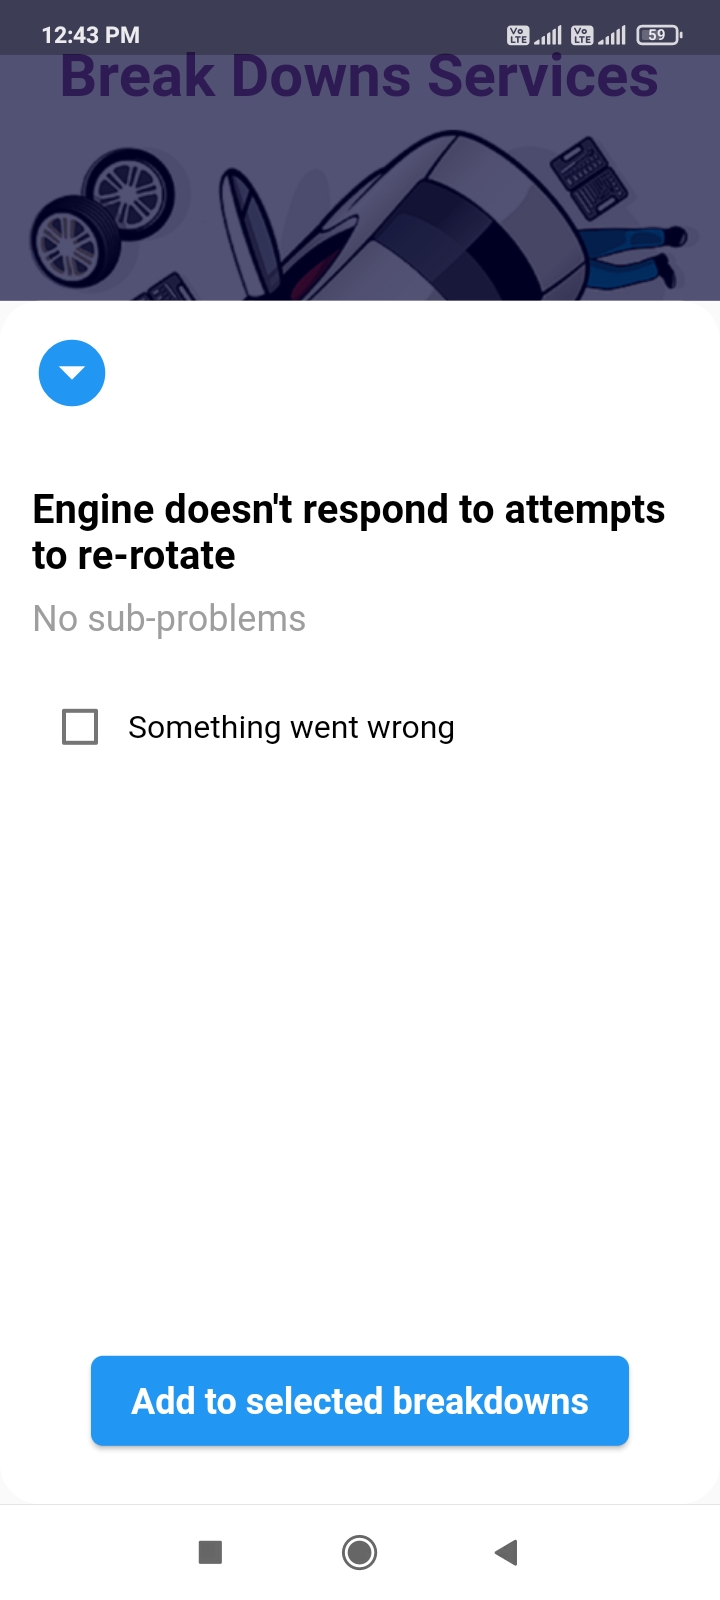 12:43 PM
Vo LTE
Vo LTE
59
Break Downs Services
Engine doesn't respond to attempts
to re-rotate
No sub-problems
Something went wrong
Add to selected breakdowns